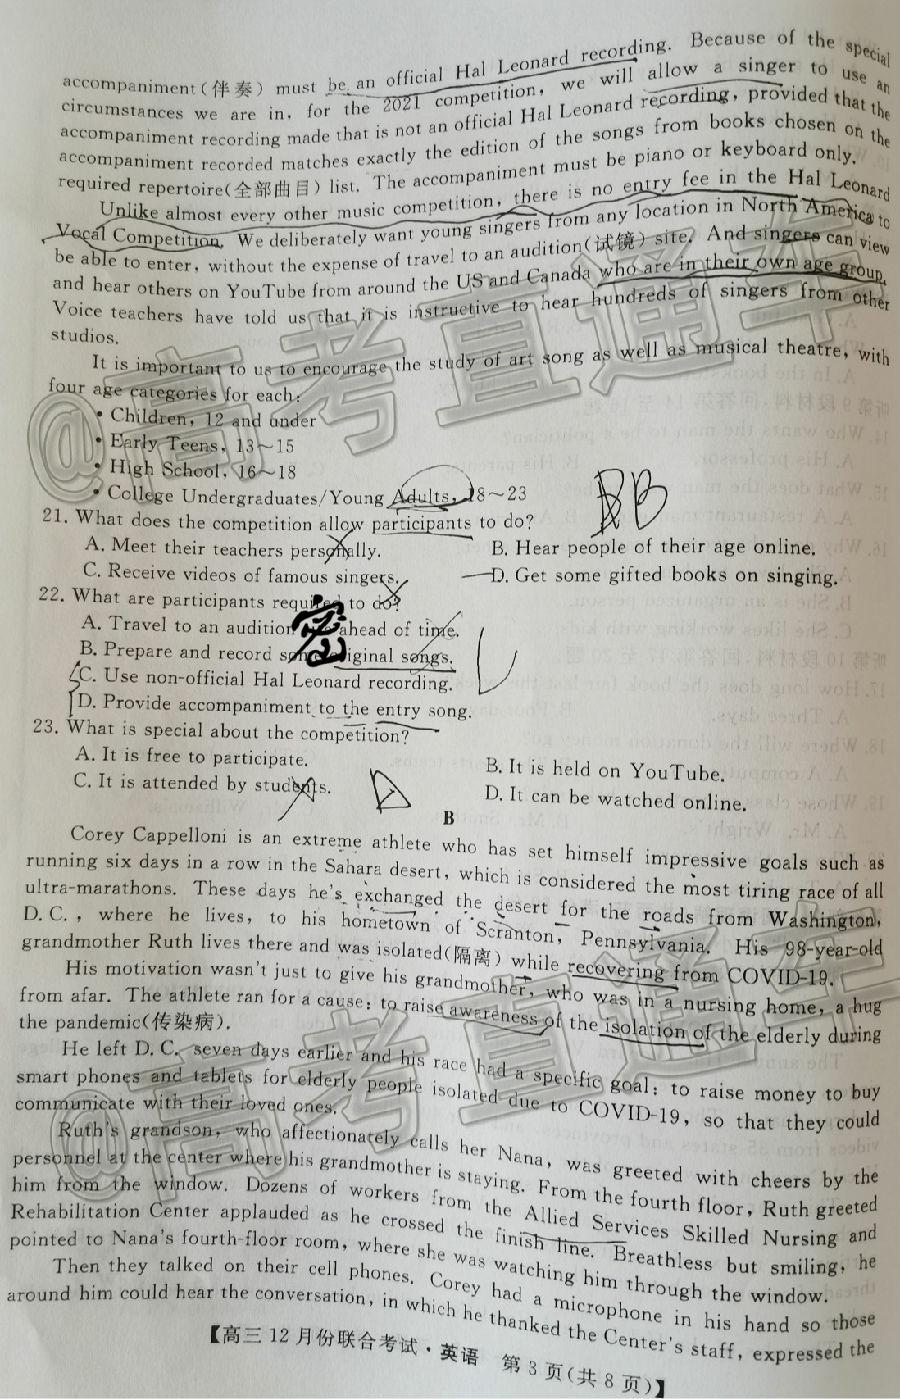 accompaniment(伴奏) must be an official Hal Leonard recording. Because of the special
circumstances we are in, for the 2021 competition, we will allow a singer to use an
accompaniment recording made that is not an official Hal Leonard recording, provided that the
accompaniment recorded matches exactly the edition of the songs from books chosen on the
required repertoire(全部曲目) list. The accompaniment must be piano or keyboard only.
Unlike almost every other music competition, there is no entry fee in the Hal Leonard
Vocal Competition. We deliberately want young singers from any location in North America to
be able to enter, without the expense of travel to an audition(试镜) site. And singers can view
and hear others on YouTube from around the US and Canada who are in their own age group.
Voice teachers have told us that it is instructive to hear hundreds of singers from other
studios.
It is important to us to encourage the study of art song as well as musical theatre, with
four age categories for each:
• Children, 12 and under
• Early Teens, 13~15
• High School, 16~18
• College Undergraduates/Young Adults, 18~23
BB
21. What does the competition allow participants to do?
A. Meet their teachers personally.
B. Hear people of their age online.
C. Receive videos of famous singers.
D. Get some gifted books on singing.
22. What are participants required to do?
A. Travel to an audition ahead of time.
B. Prepare and record some original songs.
C. Use non-official Hal Leonard recording.
D. Provide accompaniment to the entry song.
密
23. What is special about the competition?
A. It is free to participate.
B. It is held on YouTube.
C. It is attended by students.
D. It can be watched online.
B
Corey Cappelloni is an extreme athlete who has set himself impressive goals such as
running six days in a row in the Sahara desert, which is considered the most tiring race of all
ultra-marathons. These days he's exchanged the desert for the roads from Washington,
D. C., where he lives, to his hometown of Scranton, Pennsylvania. His 98-year-old
grandmother Ruth lives there and was isolated(隔离) while recovering from COVID-19.
His motivation wasn't just to give his grandmother, who was in a nursing home, a hug
from afar. The athlete ran for a cause: to raise awareness of the isolation of the elderly during
the pandemic(传染病).
He left D. C. seven days earlier and his race had a specific goal: to raise money to buy
smart phones and tablets for elderly people isolated due to COVID-19, so that they could
communicate with their loved ones.
Ruth's grandson, who affectionately calls her Nana, was greeted with cheers by the
personnel at the center where his grandmother is staying. From the fourth floor, Ruth greeted
him from the window. Dozens of workers from the Allied Services Skilled Nursing and
Rehabilitation Center applauded as he crossed the finish line. Breathless but smiling, he
pointed to Nana's fourth-floor room, where she was watching him through the window.
Then they talked on their cell phones. Corey had a microphone in his hand so those
around him could hear the conversation, in which he thanked the Center's staff, expressed the
【高三12月份联合考试·英语 第3页(共8页)】
@高考直通车
@高考直通车